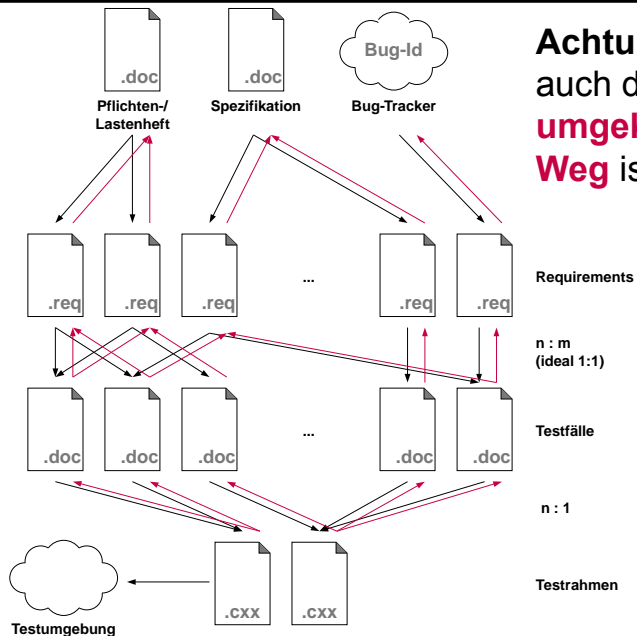 Achtu
auch d
umgek
Weg is
Bug-Id
.doc
.doc
Pflichten-/
Lastenheft
Spezifikation
Bug-Tracker
.req
.req
.req
...
.req
.req
Requirements
n : m
(ideal 1:1)
.doc
.doc
.doc
...
.doc
.doc
Testfälle
n : 1
.cxx
.cxx
Testrahmen
Testumgebung